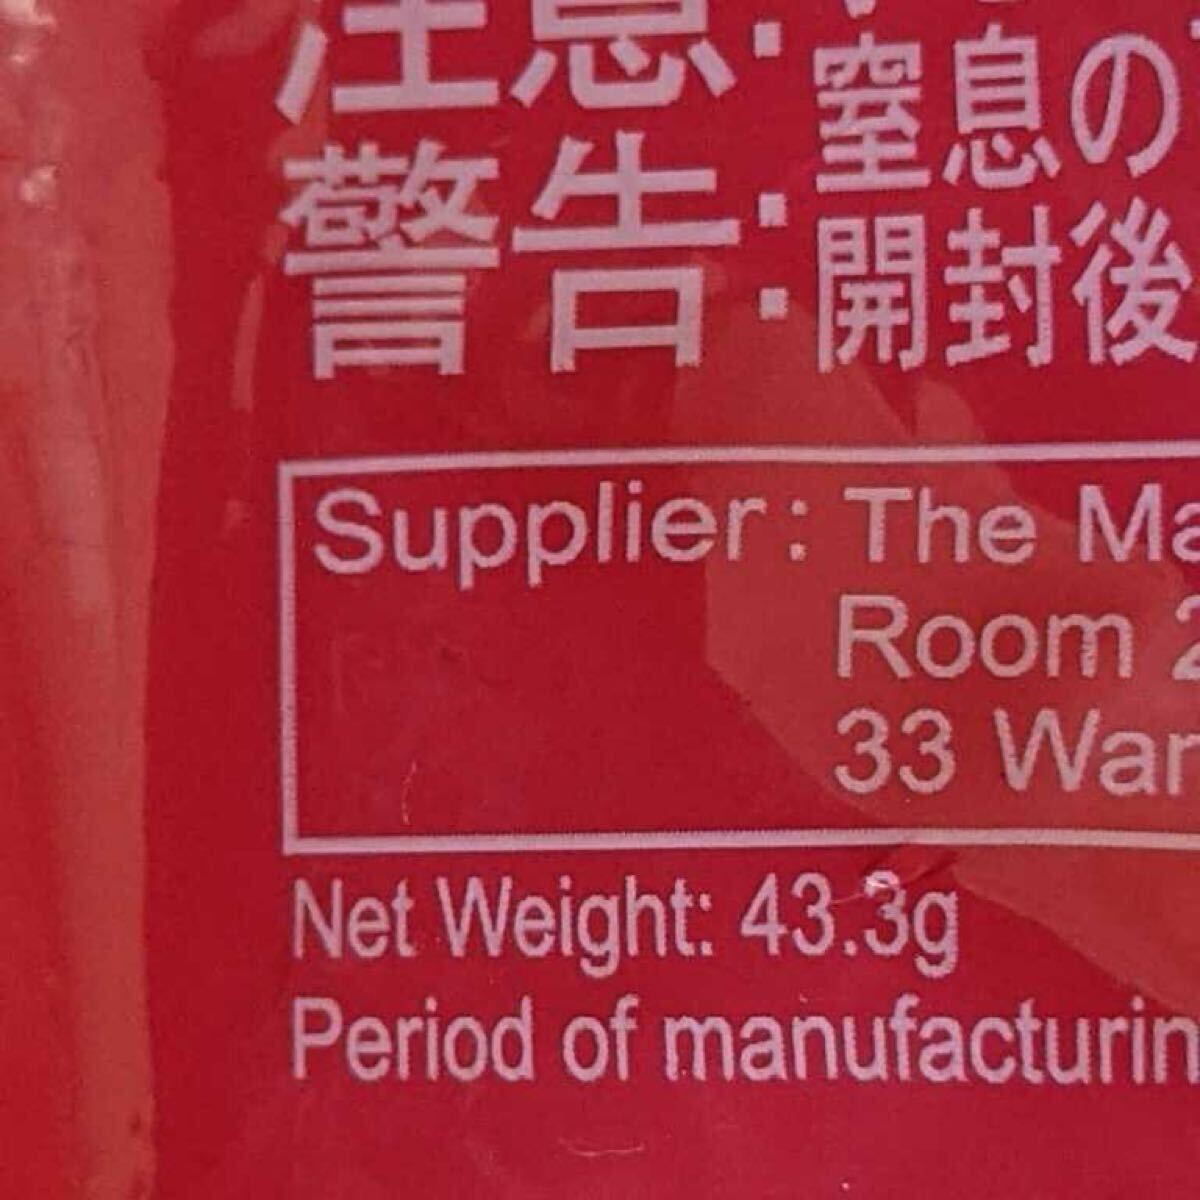 注意:
警告:
・窒息の
・開封後
Supplier: The Ma
Room 2
33 Wan
Net Weight: 43.3g
Period of manufacturin